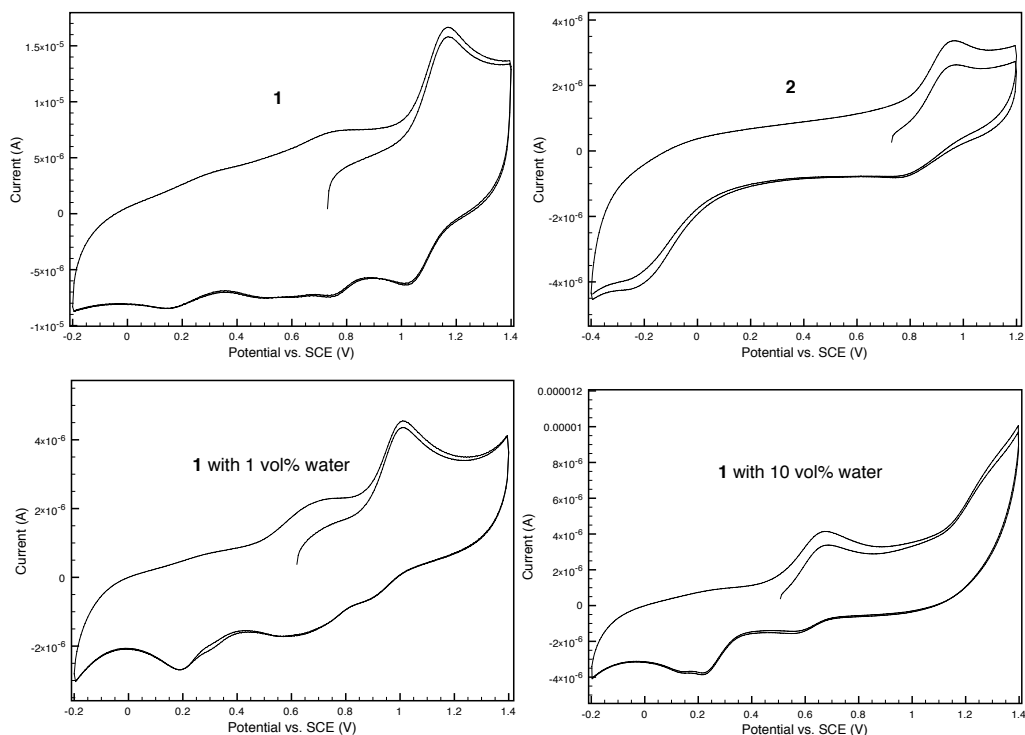 1.5×10⁻⁵
1×10⁻⁵
5×10⁻⁶
0
-5×10⁻⁶
-1×10⁻⁵
Current (A)
1
-0.2 0 0.2 0.4 0.6 0.8 1 1.2 1.4
Potential vs. SCE (V)
4×10⁻⁶
2×10⁻⁶
0
-2×10⁻⁶
-4×10⁻⁶
Current (A)
2
-0.4 -0.2 0 0.2 0.4 0.6 0.8 1 1.2
Potential vs. SCE (V)
4×10⁻⁶
2×10⁻⁶
0
-2×10⁻⁶
Current (A)
1 with 1 vol% water
-0.2 0 0.2 0.4 0.6 0.8 1 1.2 1.4
Potential vs. SCE (V)
0.000012
0.00001
8×10⁻⁶
6×10⁻⁶
4×10⁻⁶
2×10⁻⁶
0
-2×10⁻⁶
-4×10⁻⁶
Current (A)
1 with 10 vol% water
-0.2 0 0.2 0.4 0.6 0.8 1 1.2 1.4
Potential vs. SCE (V)